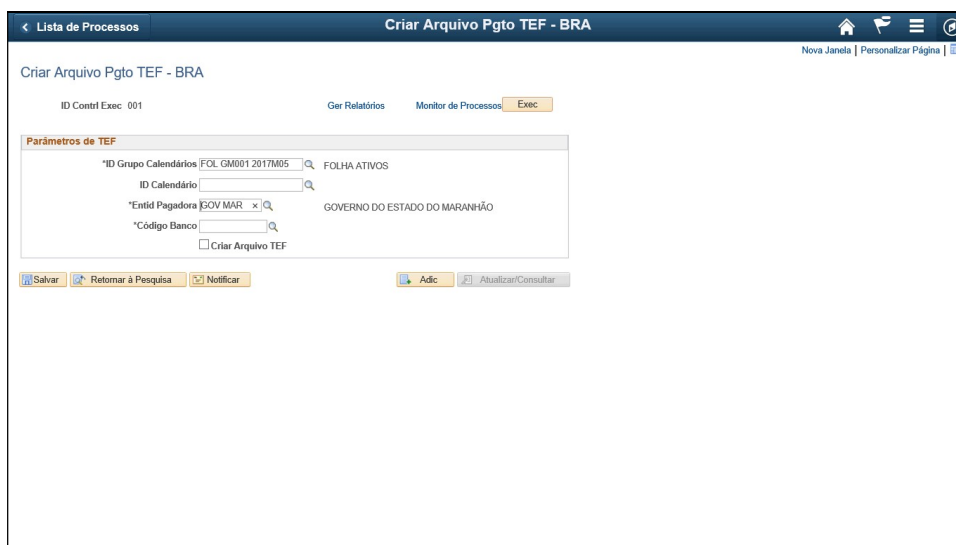 Lista de Processos
Criar Arquivo Pgto TEF - BRA
Nova Janela | Personalizar Página |
Criar Arquivo Pgto TEF - BRA
ID Contrl Exec 001 Ger Relatórios Monitor de Processos Exec
Parâmetros de TEF
*ID Grupo Calendários FOL GM001 2017M05 FOLHA ATIVOS
ID Calendário
*Entid Pagadora GOV MAR × GOVERNO DO ESTADO DO MARANHÃO
*Código Banco
Criar Arquivo TEF
Salvar Retornar à Pesquisa Notificar Adic Atualizar/Consultar